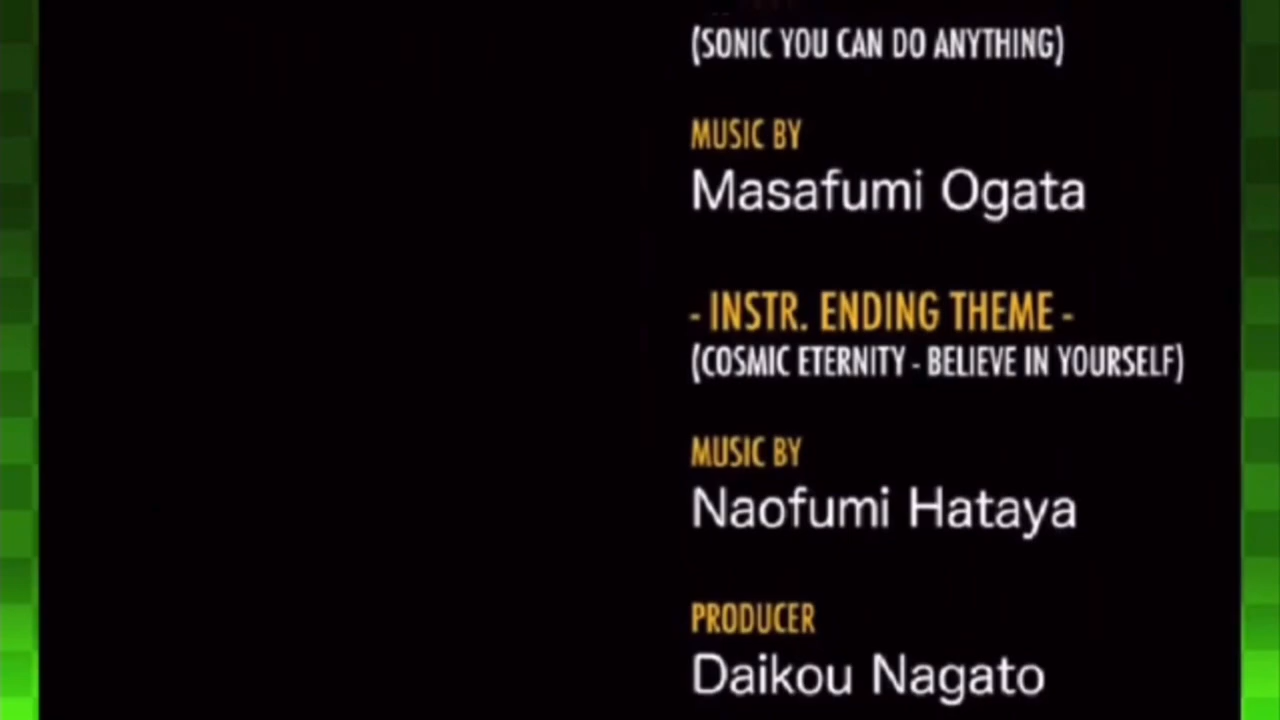 (SONIC YOU CAN DO ANYTHING)
MUSIC BY
Masafumi Ogata
- INSTR. ENDING THEME -
(COSMIC ETERNITY - BELIEVE IN YOURSELF)
MUSIC BY
Naofumi Hataya
PRODUCER
Daikou Nagato